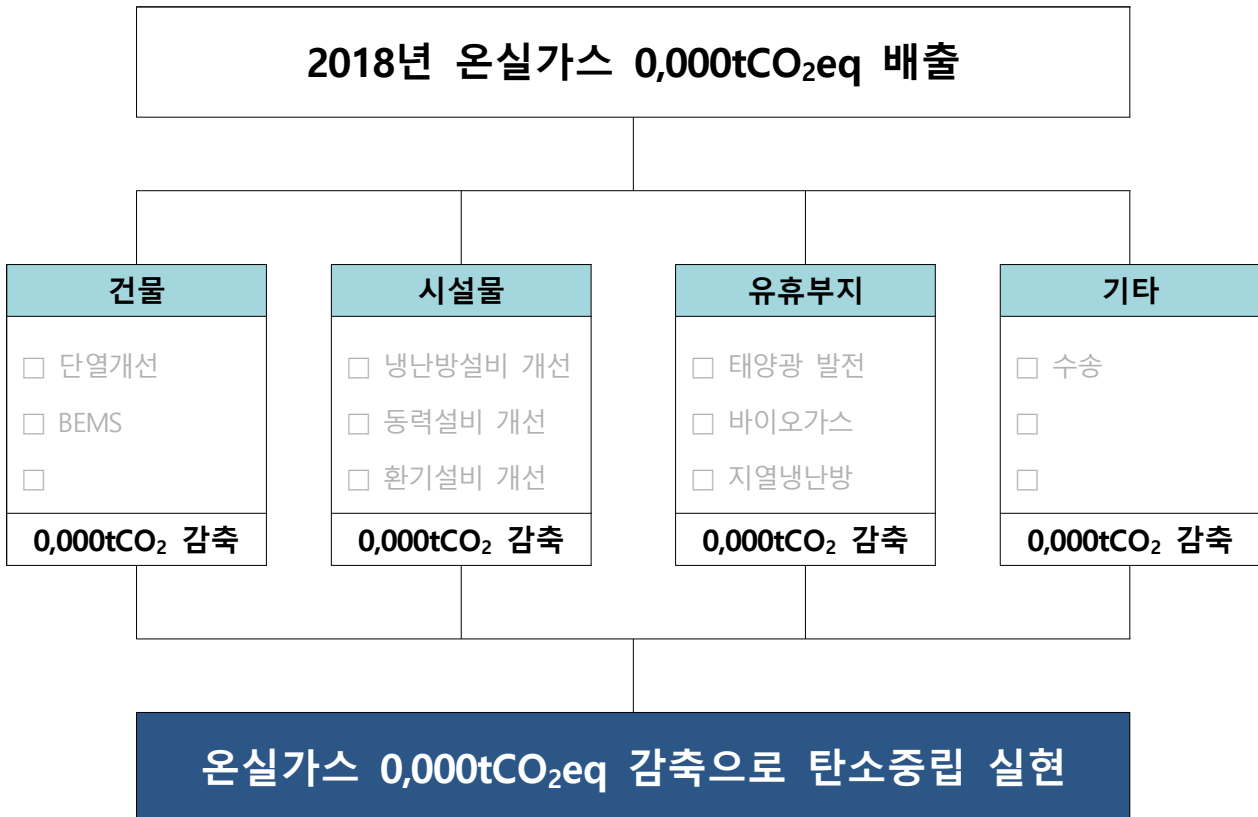 2018년 온실가스 0,000tCO₂eq 배출
건물
□ 단열개선
□ BEMS
□
0,000tCO₂ 감축
시설물
□ 냉난방설비 개선
□ 동력설비 개선
□ 환기설비 개선
0,000tCO₂ 감축
유휴부지
□ 태양광 발전
□ 바이오가스
□ 지열냉난방
0,000tCO₂ 감축
기타
□ 수송
□
□
0,000tCO₂ 감축
온실가스 0,000tCO₂eq 감축으로 탄소중립 실현